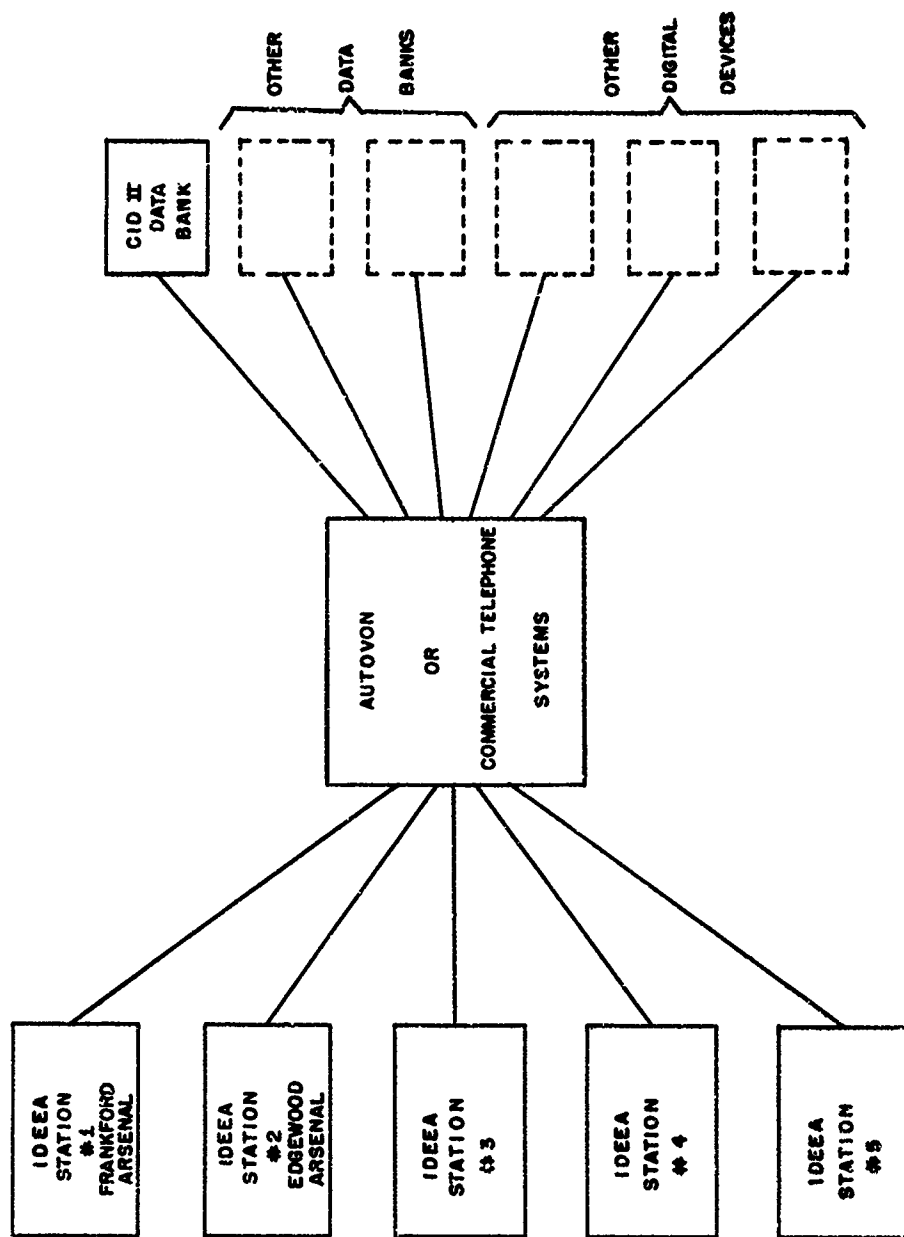 IDEEA
STATION
#1
FRANKFORD
ARSENAL
IDEEA
STATION
#2
EDGEWOOD
ARSENAL
IDEEA
STATION
#3
IDEEA
STATION
#4
IDEEA
STATION
#5
AUTOVON
OR
COMMERCIAL TELEPHONE
SYSTEMS
CID II
DATA
BANK
OTHER
DATA
BANKS
OTHER
DIGITAL
DEVICES